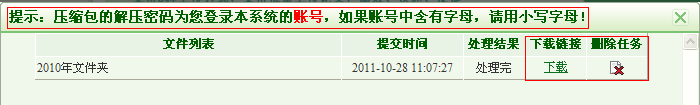 提示：压缩包的解压密码为您登录本系统的账号，如果账号中含有字母，请用小写字母！
文件列表 提交时间 处理结果 下载链接 删除任务
2010年文件夹 2011-10-28 11:07:27 处理完 下载